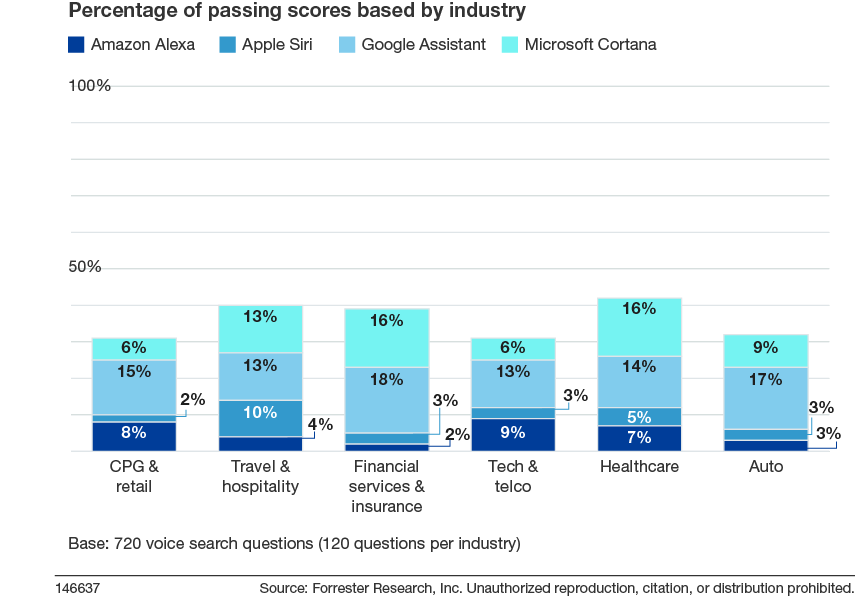 Percentage of passing scores based by industry
Amazon Alexa Apple Siri Google Assistant Microsoft Cortana
100%
50%
6% 13% 16% 6% 16% 9%
15% 13% 18% 13% 14% 17%
2% 10% 3% 3% 5% 3%
8% 4% 2% 9% 7% 3%
CPG & Travel & Financial Tech & Healthcare Auto
retail hospitality services & telco
insurance
Base: 720 voice search questions (120 questions per industry)
146637 Source: Forrester Research, Inc. Unauthorized reproduction, citation, or distribution prohibited.